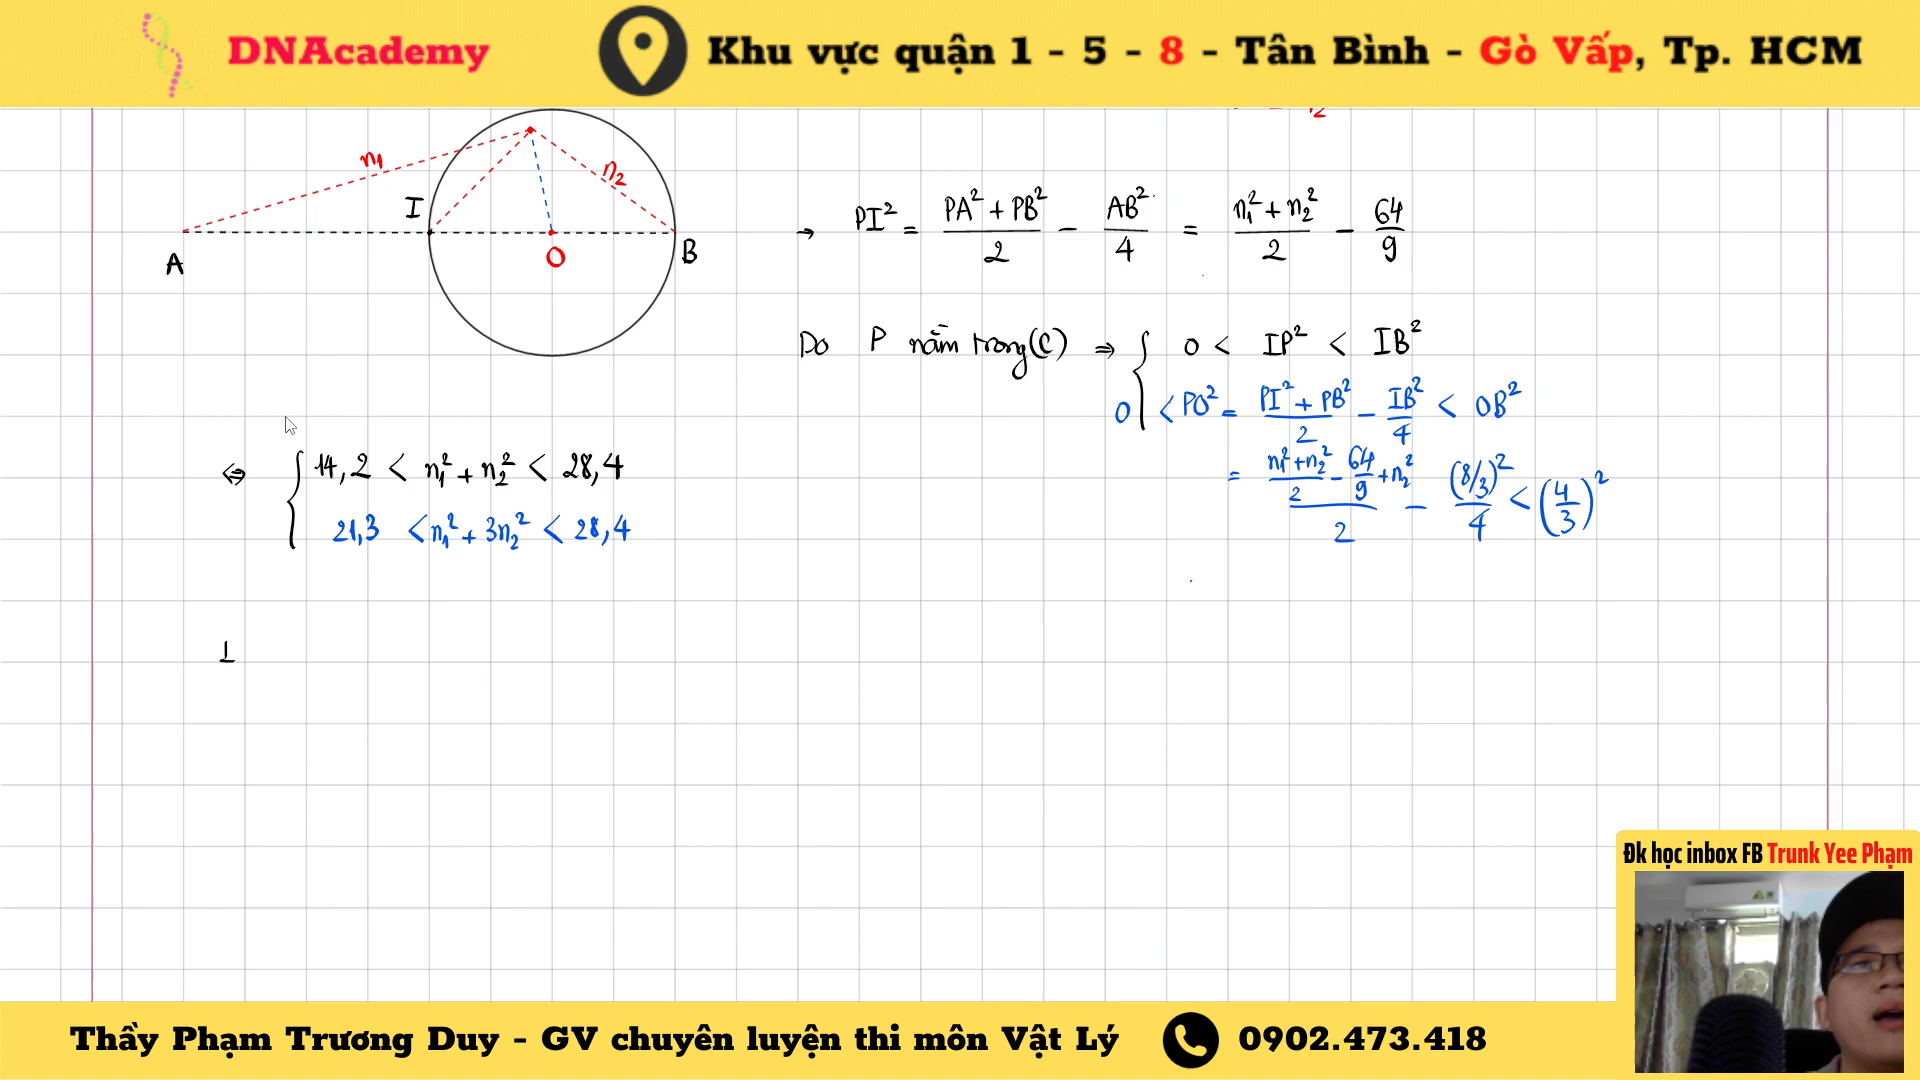 DNAcademy
Khu vực quận 1 - 5 - 8 - Tân Bình - Gò Vấp, Tp. HCM
2
n₁
n₂
I
A
O
B
→ PI² = (PA² + PB²)/2 - AB²/4 = (n₁² + n₂²)/2 - 64/9
Do P nằm trong (C) ⇒ { 0 < IP² < IB²
0 < PO² = (PI² + PB²)/2 - IB²/4 < OB²
= ((n₁² + n₂²)/2 - 64/9 + n₂²)/2 - (8/3)²/4 < (4/3)²
⇔ { 14,2 < n₁² + n₂² < 28,4
21,3 < n₁² + 3n₂² < 28,4
Đk học inbox FB Trunk Yee Phạm
Thầy Phạm Trương Duy - GV chuyên luyện thi môn Vật Lý
0902.473.418